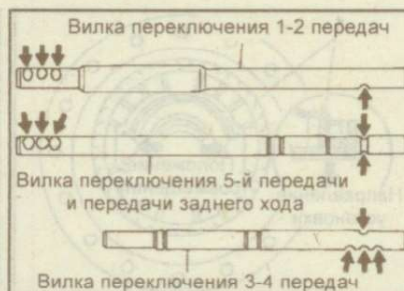 Вилка переключения 1-2 передач
Вилка переключения 5-й передачи
и передачи заднего хода
Вилка переключения 3-4 передач